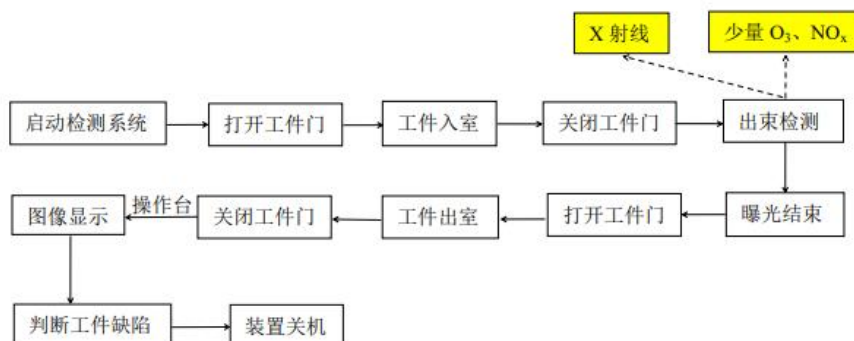 X 射线
少量 O₃、NOₓ
启动检测系统
打开工件门
工件入室
关闭工件门
出束检测
图像显示
操作台
关闭工件门
工件出室
打开工件门
曝光结束
判断工件缺陷
装置关机